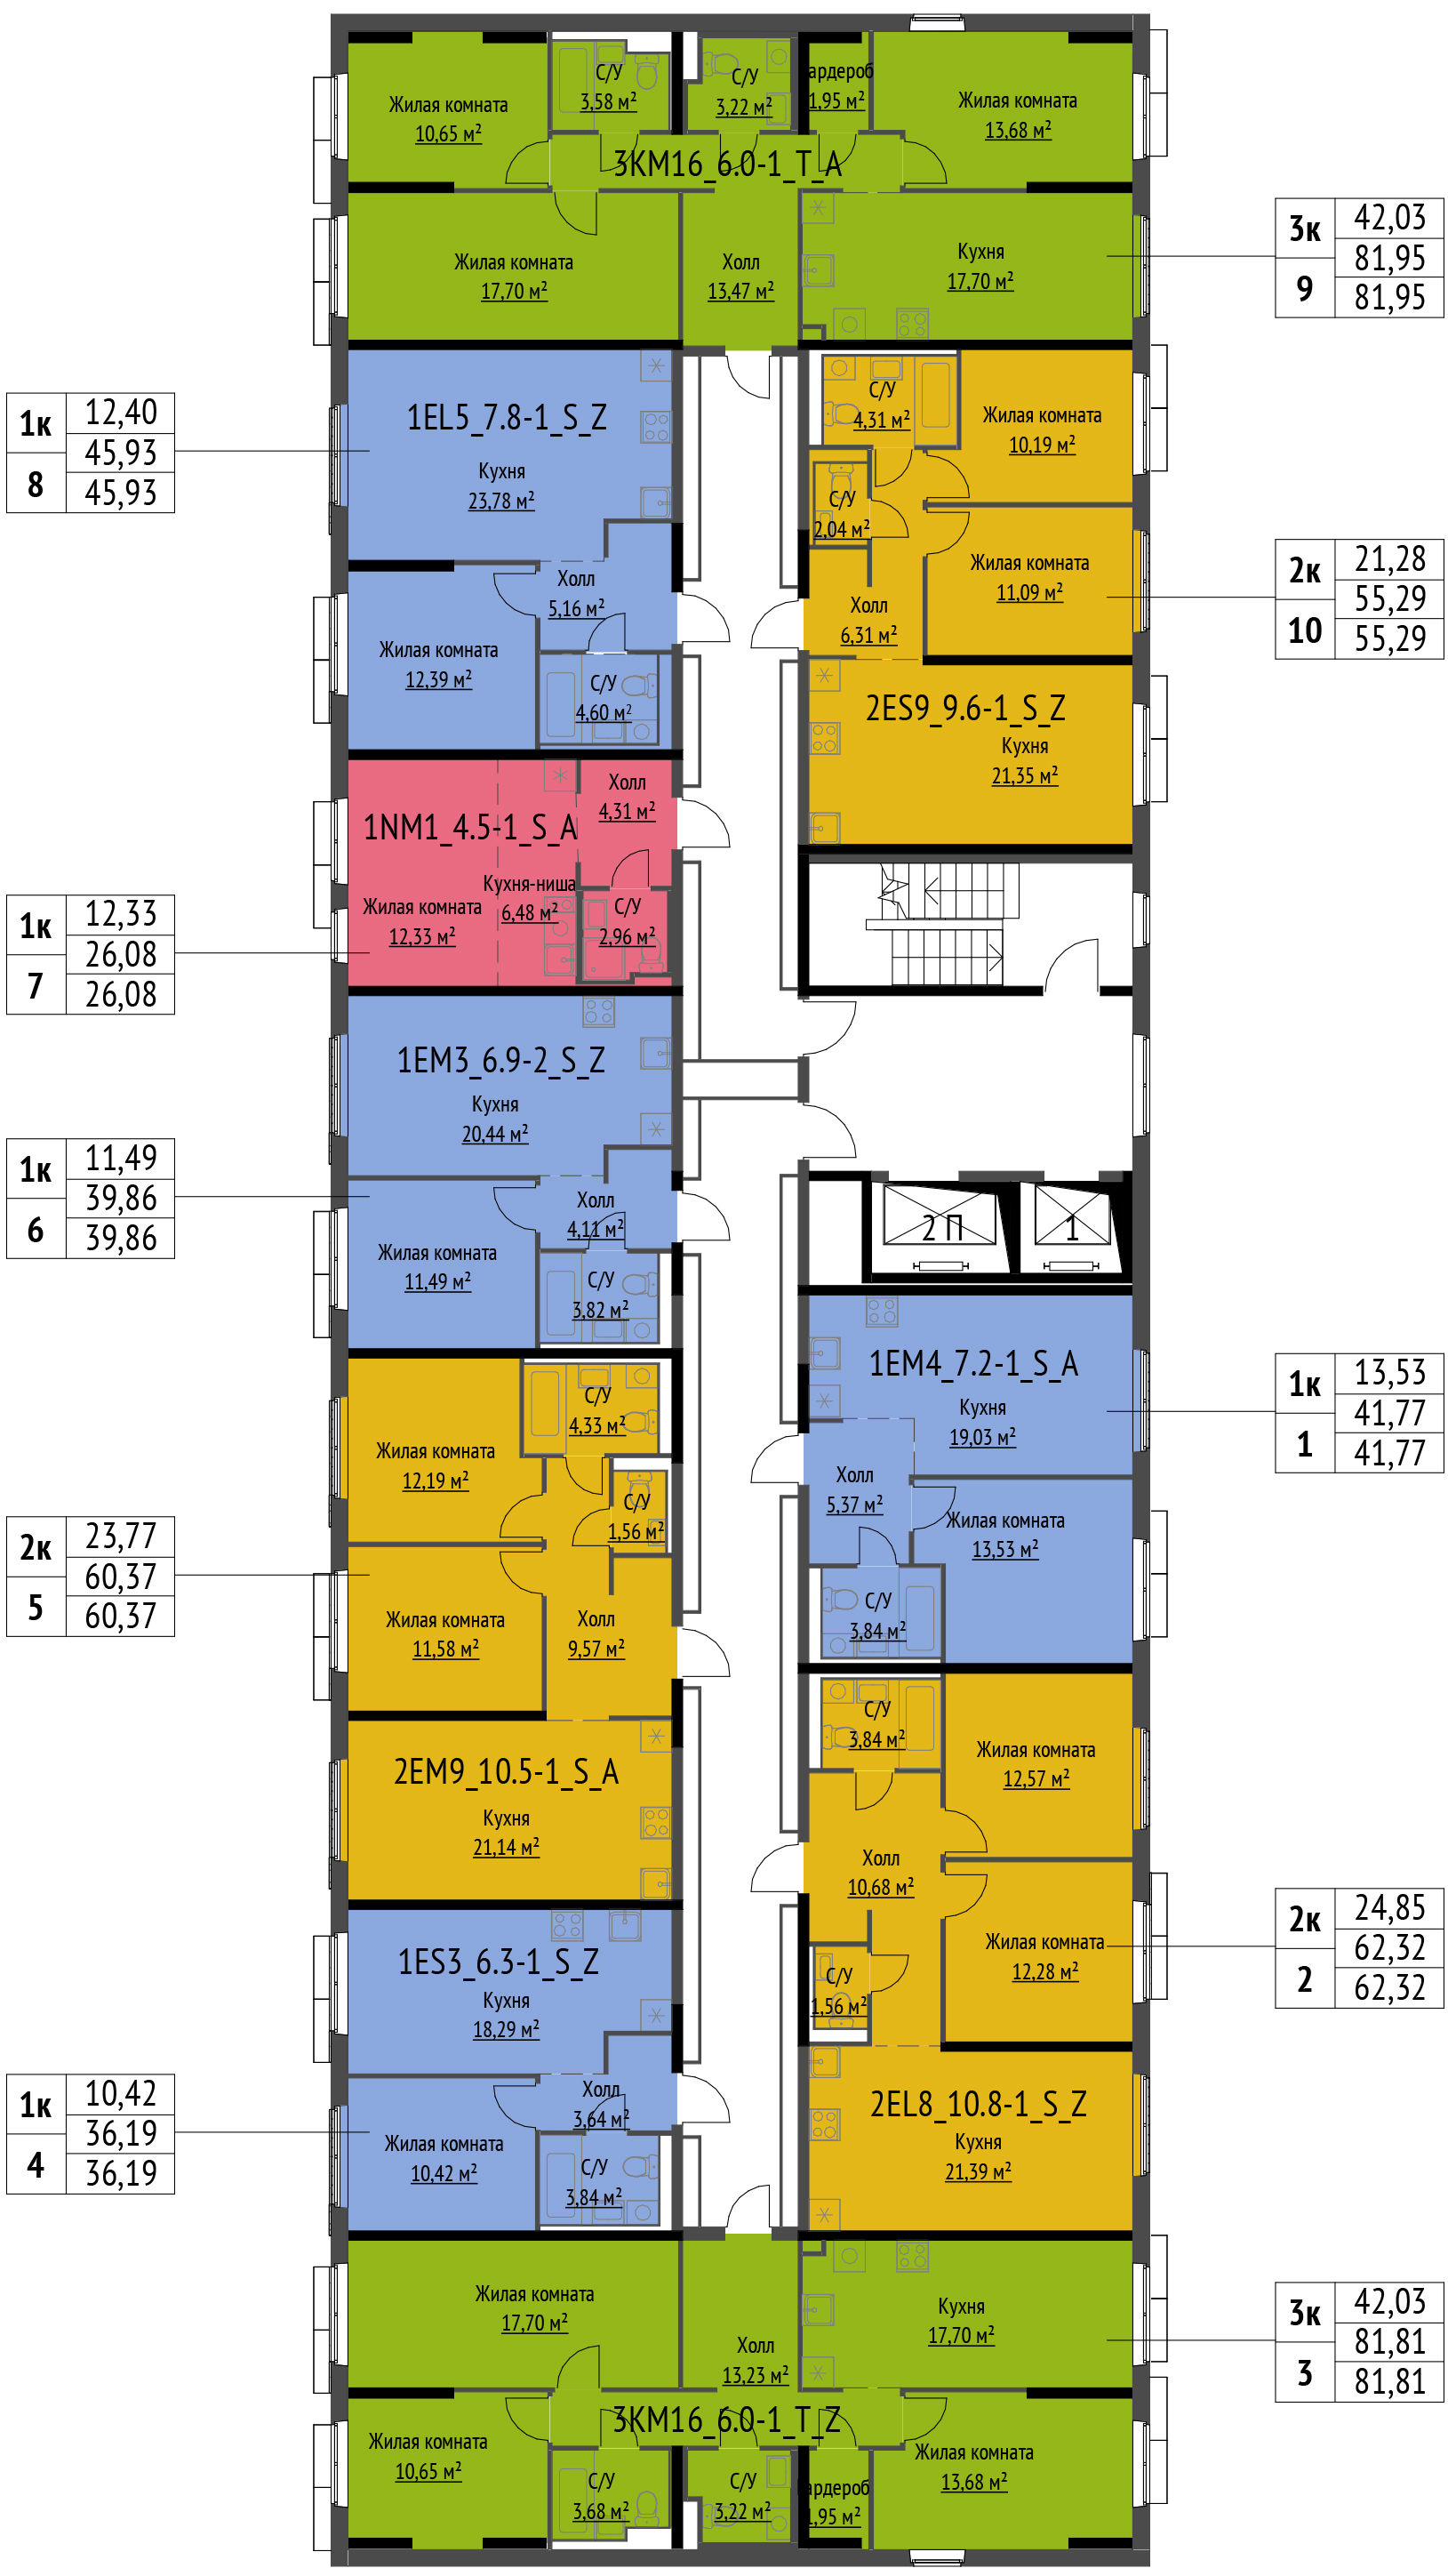 Жилая комната
10,65 м²
С/У
3,58 м²
С/У
3,22 м²
ардероб
1,95 м²
Жилая комната
13,68 м²
3KM16_6.0-1_T_A
Жилая комната
17,70 м²
Холл
13,47 м²
Кухня
17,70 м²
3к
9
42,03
81,95
81,95
1к
8
12,40
45,93
45,93
1EL5_7.8-1_S_Z
Кухня
23,78 м²
Холл
5,16 м²
Жилая комната
12,39 м²
С/У
4,60 м²
С/У
4,31 м²
Жилая комната
10,19 м²
С/У
2,04 м²
Жилая комната
11,09 м²
Холл
6,31 м²
2к
10
21,28
55,29
55,29
2ES9_9.6-1_S_Z
Кухня
21,35 м²
Холл
4,31 м²
1NM1_4.5-1_S_A
Кухня-ниша
6,48 м²
Жилая комната
12,33 м²
С/У
2,96 м²
1к
7
12,33
26,08
26,08
1EM3_6.9-2_S_Z
Кухня
20,44 м²
1к
6
11,49
39,86
39,86
Холл
4,11 м²
Жилая комната
11,49 м²
С/У
3,82 м²
2 П
1
1EM4_7.2-1_S_A
Кухня
19,03 м²
1к
1
13,53
41,77
41,77
Холл
5,37 м²
Жилая комната
13,53 м²
С/У
3,84 м²
С/У
4,33 м²
Жилая комната
12,19 м²
С/У
1,56 м²
2к
5
23,77
60,37
60,37
Жилая комната
11,58 м²
Холл
9,57 м²
2EM9_10.5-1_S_A
Кухня
21,14 м²
С/У
3,84 м²
Жилая комната
12,57 м²
Холл
10,68 м²
Жилая комната
12,28 м²
С/У
1,56 м²
2к
2
24,85
62,32
62,32
1ES3_6.3-1_S_Z
Кухня
18,29 м²
1к
4
10,42
36,19
36,19
Холл
3,64 м²
Жилая комната
10,42 м²
С/У
3,84 м²
2EL8_10.8-1_S_Z
Кухня
21,39 м²
Жилая комната
17,70 м²
Холл
13,23 м²
Кухня
17,70 м²
3к
3
42,03
81,81
81,81
3KM16_6.0-1_T_Z
Жилая комната
10,65 м²
С/У
3,68 м²
С/У
3,22 м²
ардероб
1,95 м²
Жилая комната
13,68 м²